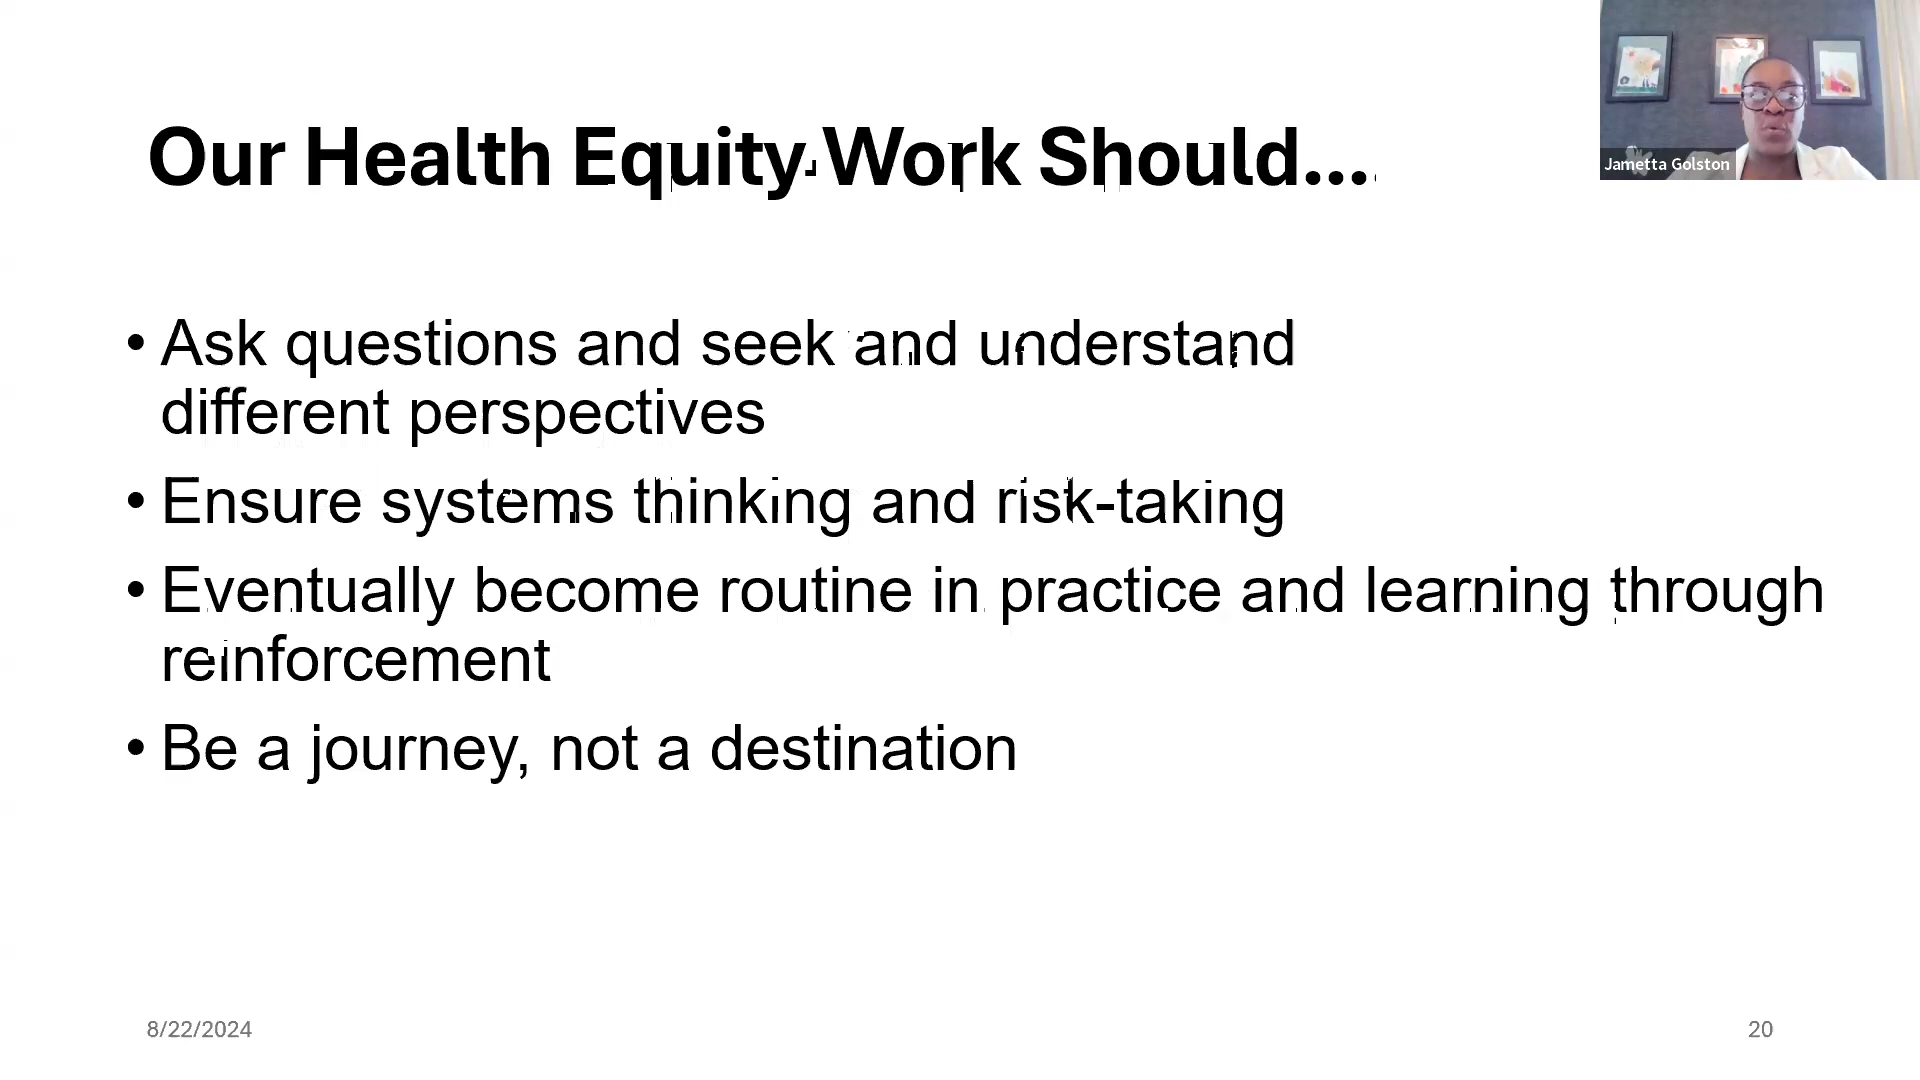 Our Health Equity Work Should....
Jametta Golston
• Ask questions and seek and understand
different perspectives
• Ensure systems thinking and risk-taking
• Eventually become routine in practice and learning through
reinforcement
• Be a journey, not a destination
8/22/2024
20